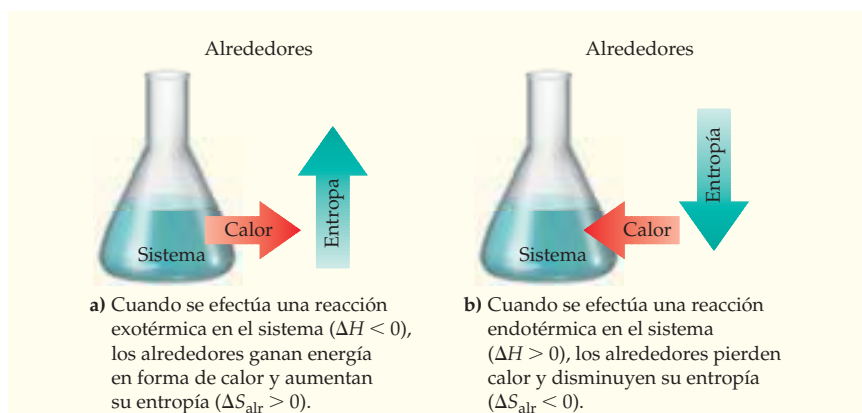 Alrededores
Calor
Entropa
Sistema
a) Cuando se efectúa una reacción
exotérmica en el sistema (ΔH < 0),
los alrededores ganan energía
en forma de calor y aumentan
su entropía (ΔSalr > 0).
Alrededores
Entropía
Calor
Sistema
b) Cuando se efectúa una reacción
endotérmica en el sistema
(ΔH > 0), los alrededores pierden
calor y disminuyen su entropía
(ΔSalr < 0).